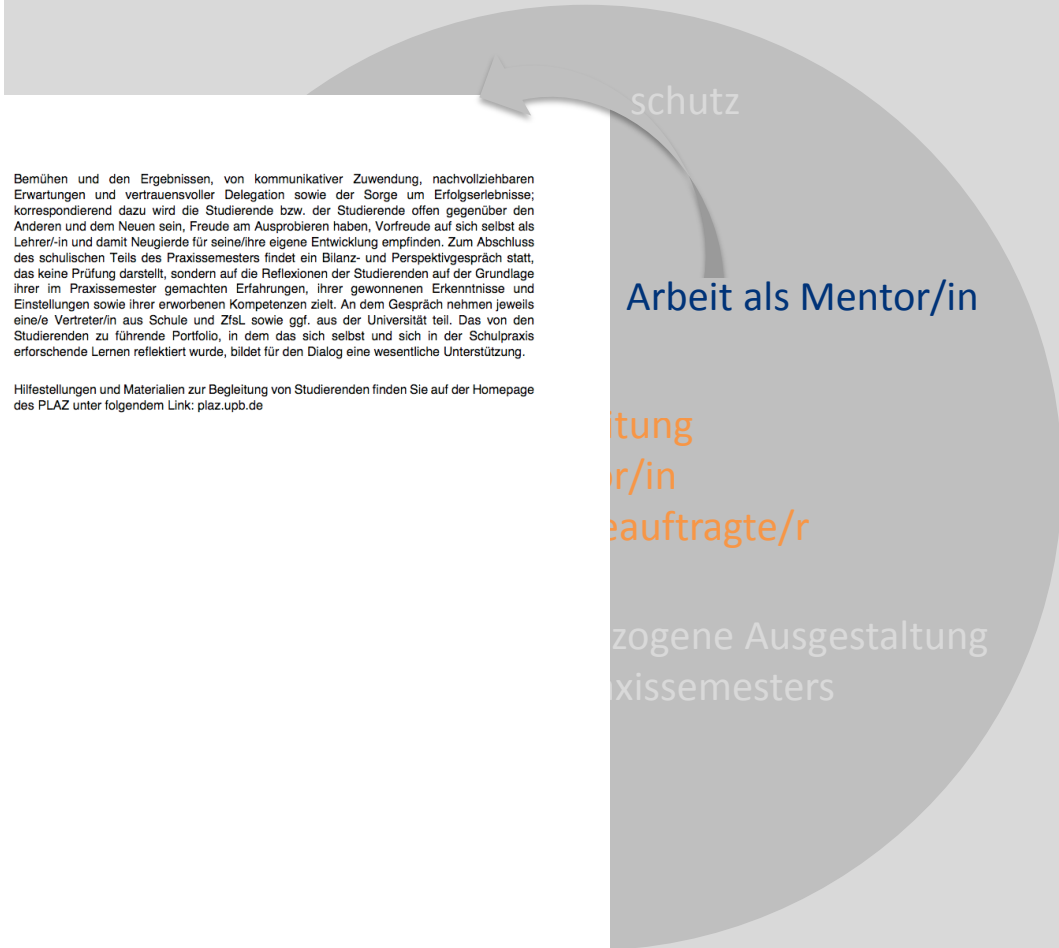 schutz
Bemühen und den Ergebnissen, von kommunikativer Zuwendung, nachvollziehbaren
Erwartungen und vertrauensvoller Delegation sowie der Sorge um Erfolgserlebnisse;
korrespondierend dazu wird die Studierende bzw. der Studierende offen gegenüber den
Anderen und dem Neuen sein, Freude am Ausprobieren haben, Vorfreude auf sich selbst als
Lehrer/-in und damit Neugierde für seine/ihre eigene Entwicklung empfinden. Zum Abschluss
des schulischen Teils des Praxissemesters findet ein Bilanz- und Perspektivgespräch statt,
das keine Prüfung darstellt, sondern auf die Reflexionen der Studierenden auf der Grundlage
ihrer im Praxissemester gemachten Erfahrungen, ihrer gewonnenen Erkenntnisse und
Einstellungen sowie ihrer erworbenen Kompetenzen zielt. An dem Gespräch nehmen jeweils
eine/e Vertreter/in aus Schule und ZfsL sowie ggf. aus der Universität teil. Das von den
Studierenden zu führende Portfolio, in dem das sich selbst und sich in der Schulpraxis
erforschende Lernen reflektiert wurde, bildet für den Dialog eine wesentliche Unterstützung.
Hilfestellungen und Materialien zur Begleitung von Studierenden finden Sie auf der Homepage
des PLAZ unter folgendem Link: plaz.upb.de
Arbeit als Mentor/in
itung
r/in
eauftragte/r
zogene Ausgestaltung
xissemesters